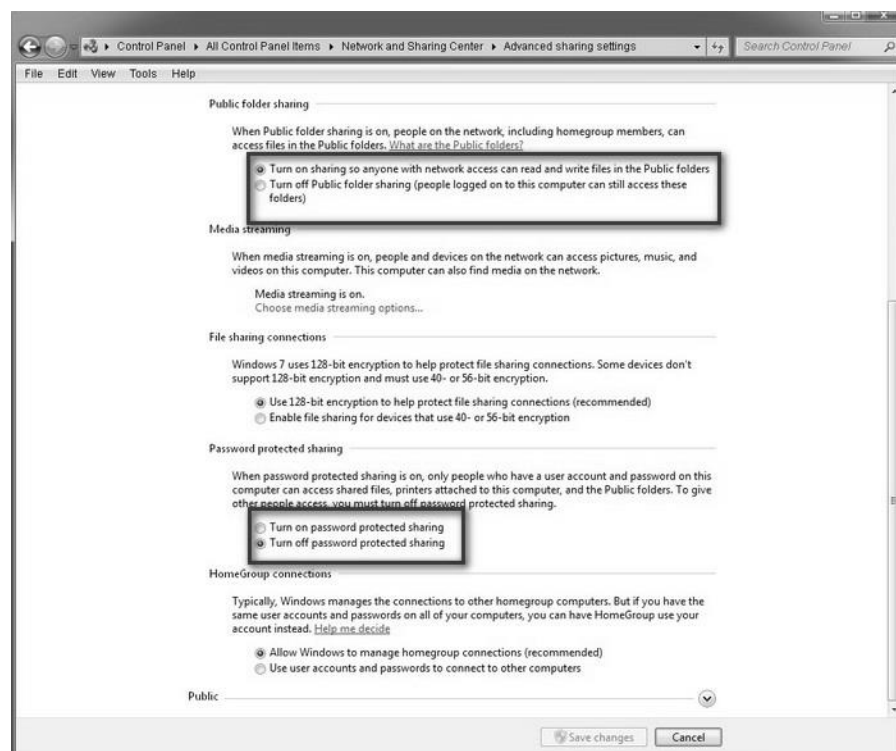 Control Panel ▸ All Control Panel Items ▸ Network and Sharing Center ▸ Advanced sharing settings
Search Control Panel
File Edit View Tools Help
Public folder sharing
When Public folder sharing is on, people on the network, including homegroup members, can
access files in the Public folders. What are the Public folders?
Turn on sharing so anyone with network access can read and write files in the Public folders
Turn off Public folder sharing (people logged on to this computer can still access these
folders)
Media streaming
When media streaming is on, people and devices on the network can access pictures, music, and
videos on this computer. This computer can also find media on the network.
Media streaming is on.
Choose media streaming options...
File sharing connections
Windows 7 uses 128-bit encryption to help protect file sharing connections. Some devices don't
support 128-bit encryption and must use 40- or 56-bit encryption.
Use 128-bit encryption to help protect file sharing connections (recommended)
Enable file sharing for devices that use 40- or 56-bit encryption
Password protected sharing
When password protected sharing is on, only people who have a user account and password on this
computer can access shared files, printers attached to this computer, and the Public folders. To give
other people access, you must turn off password protected sharing.
Turn on password protected sharing
Turn off password protected sharing
HomeGroup connections
Typically, Windows manages the connections to other homegroup computers. But if you have the
same user accounts and passwords on all of your computers, you can have HomeGroup use your
account instead. Help me decide
Allow Windows to manage homegroup connections (recommended)
Use user accounts and passwords to connect to other computers
Public
Save changes Cancel